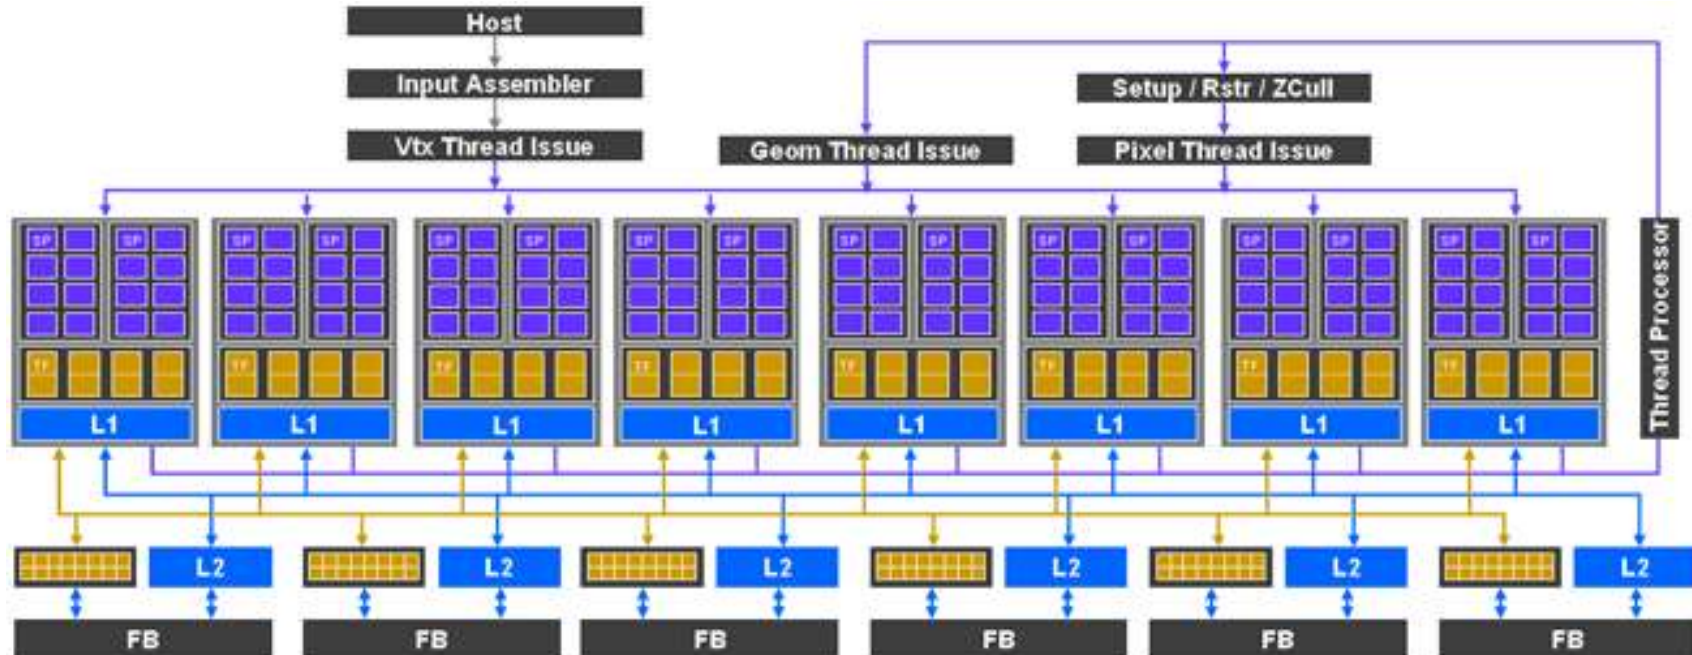 Host
Input Assembler
Setup / Rstr / ZCull
Vtx Thread Issue
Geom Thread Issue
Pixel Thread Issue
SP SP SP SP SP SP SP SP SP SP SP SP SP SP SP SP
Thread Processor
TF TF TF TF TF TF TF TF
L1 L1 L1 L1 L1 L1 L1 L1
L2 L2 L2 L2 L2 L2
FB FB FB FB FB FB